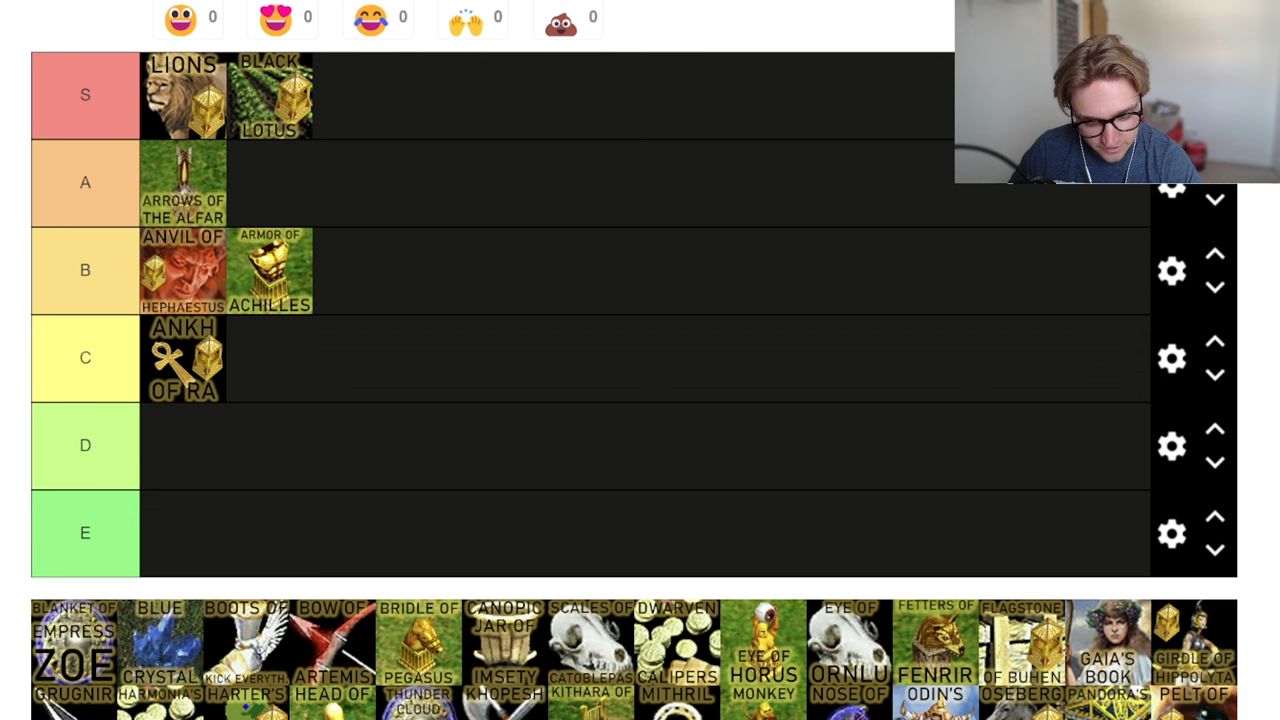 0 0 0 0 0
S
LIONS
BLACK
LOTUS
A
ARROWS OF
THE ALFAR
B
ANVIL OF
HEPHAESTUS
ARMOR OF
ACHILLES
C
ANKH
OF RA
D
E
BLANKET OF
EMPRESS
ZOE
BLUE
CRYSTAL
BOOTS OF
KICK EVERYTH.
BOW OF
ARTEMIS
BRIDLE OF
PEGASUS
CANOPIC
JAR OF
IMSETY
SCALES OF
CATOBLEPAS
DWARVEN
CALIPERS
EYE OF
HORUS
EYE OF
ORNLU
FETTERS OF
FENRIR
FLAGSTONE
OF BUHEN
GAIA'S
BOOK
GIRDLE OF
HIPPOLYTA
GRUGNIR
HARMONIA'S
HARTER'S
HEAD OF
THUNDER
CLOUD
KHOPESH
KITHARA OF
MITHRIL
MONKEY
NOSE OF
ODIN'S
OSEBERG
PANDORA'S
PELT OF